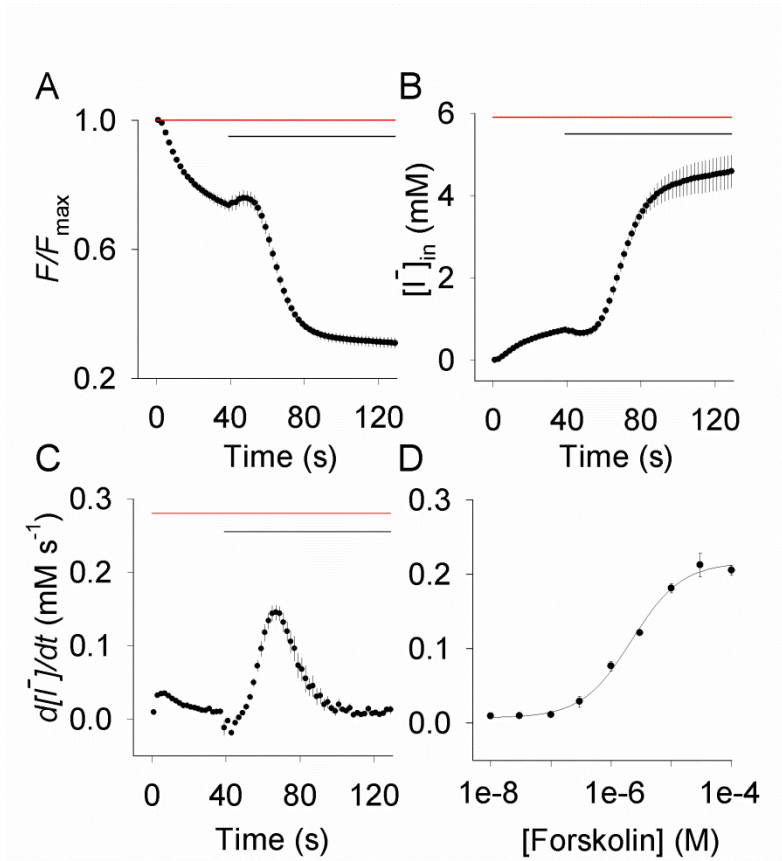 A
1.0
0.6
0.2
F/Fmax
0 40 80 120
Time (s)
B
6
4
2
0
[I⁻]in (mM)
0 40 80 120
Time (s)
C
0.3
0.2
0.1
0.0
d[I⁻]/dt (mM s⁻¹)
0 40 80 120
Time (s)
D
0.3
0.2
0.1
0.0
1e-8 1e-6 1e-4
[Forskolin] (M)